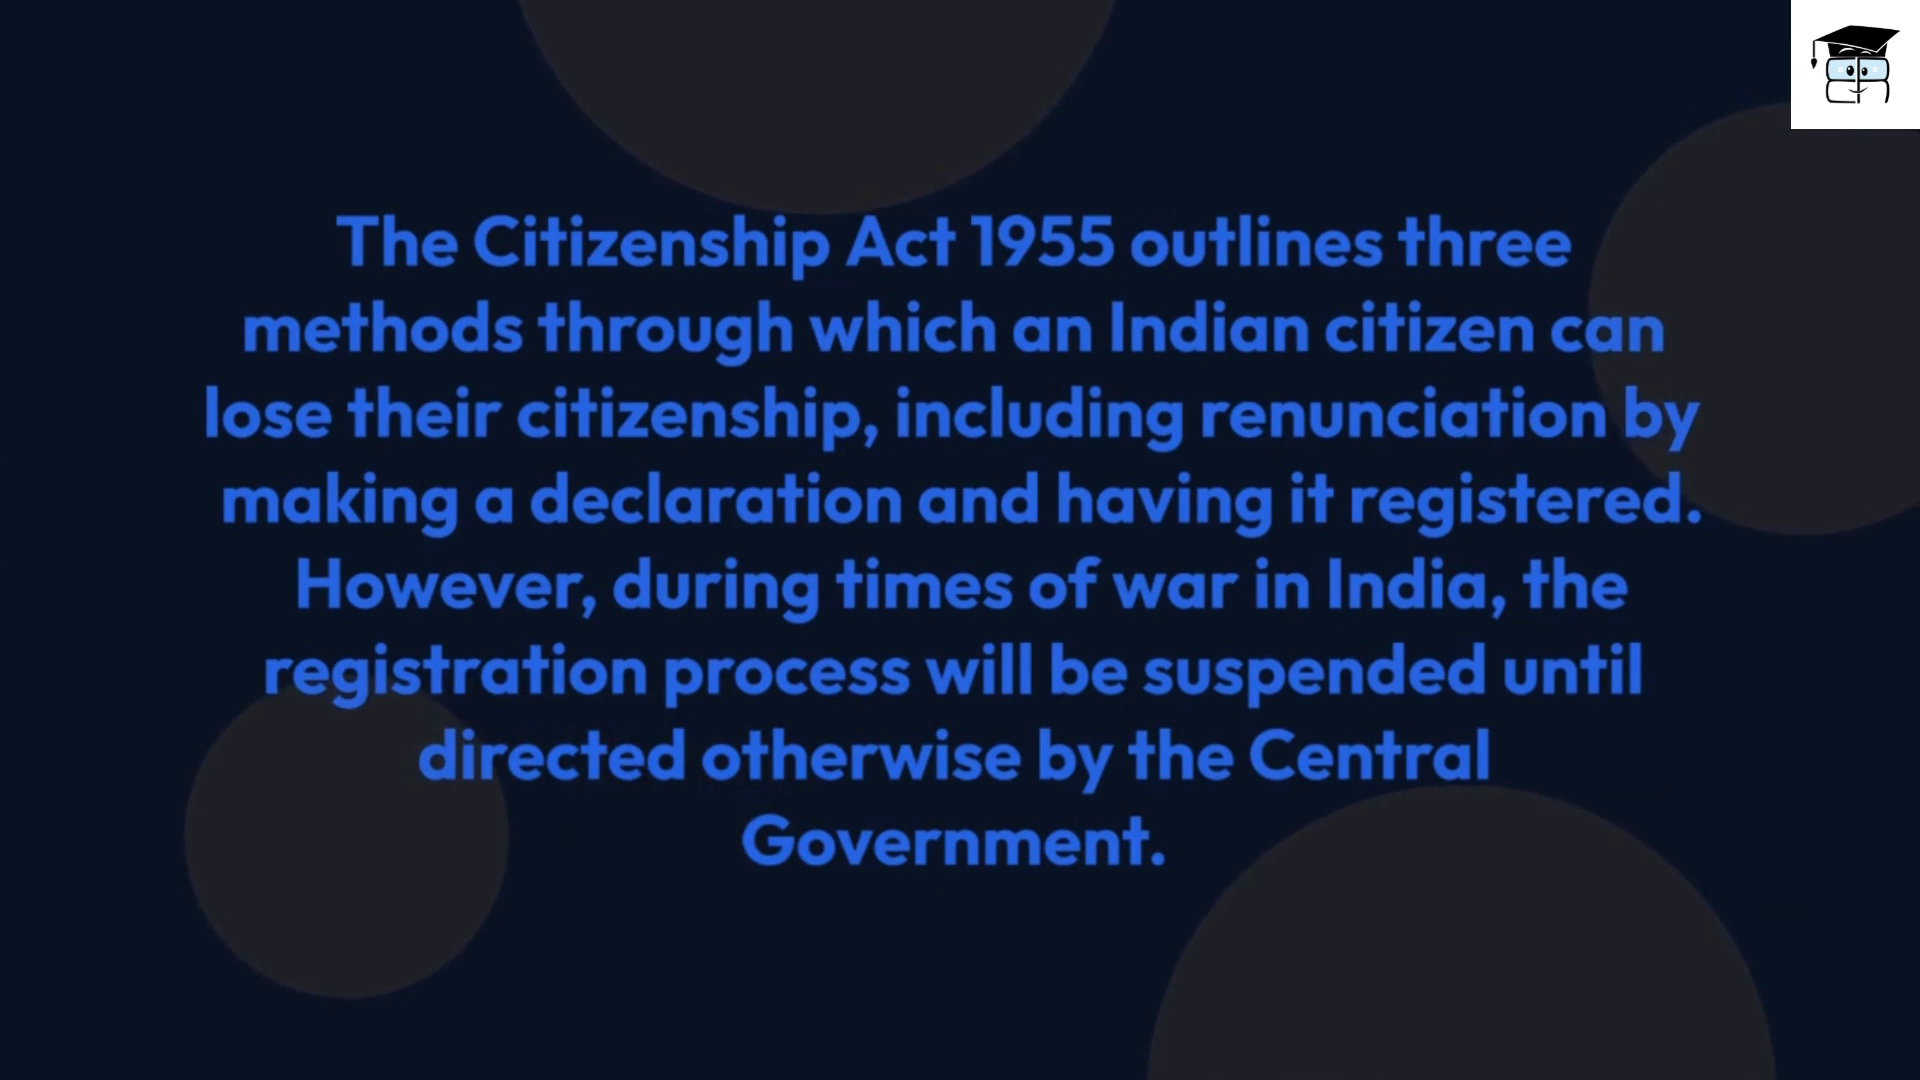 The Citizenship Act 1955 outlines three
methods through which an Indian citizen can
lose their citizenship, including renunciation by
making a declaration and having it registered.
However, during times of war in India, the
registration process will be suspended until
directed otherwise by the Central
Government.